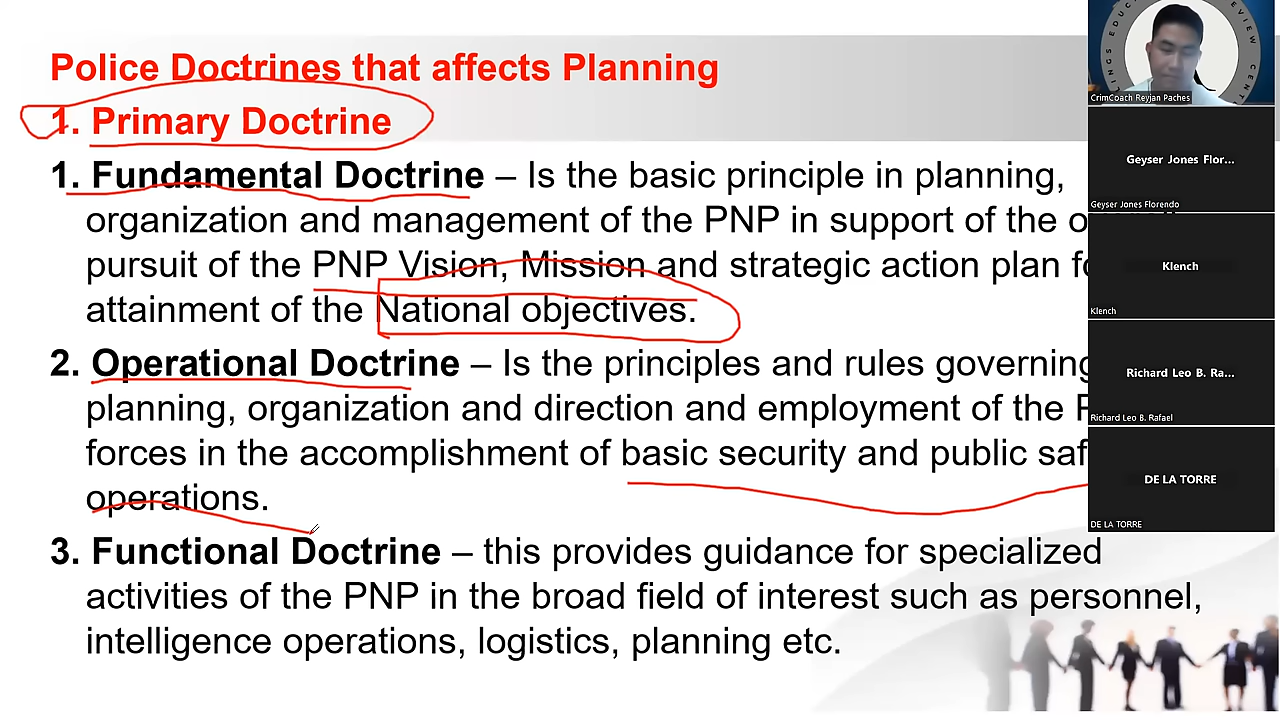 Police Doctrines that affects Planning
1. Primary Doctrine
1. Fundamental Doctrine – Is the basic principle in planning,
organization and management of the PNP in support of the
pursuit of the PNP Vision, Mission and strategic action plan
attainment of the National objectives.
2. Operational Doctrine – Is the principles and rules governing
planning, organization and direction and employment of the
forces in the accomplishment of basic security and public
operations.
3. Functional Doctrine – this provides guidance for specialized
activities of the PNP in the broad field of interest such as personnel,
intelligence operations, logistics, planning etc.
CrimCoach Reyjan Paches
Geyser Jones Flor...
Geyser Jones Florendo
Klench
Klench
Richard Leo B. Ra...
Richard Leo B. Rafael
DE LA TORRE
DE LA TORRE